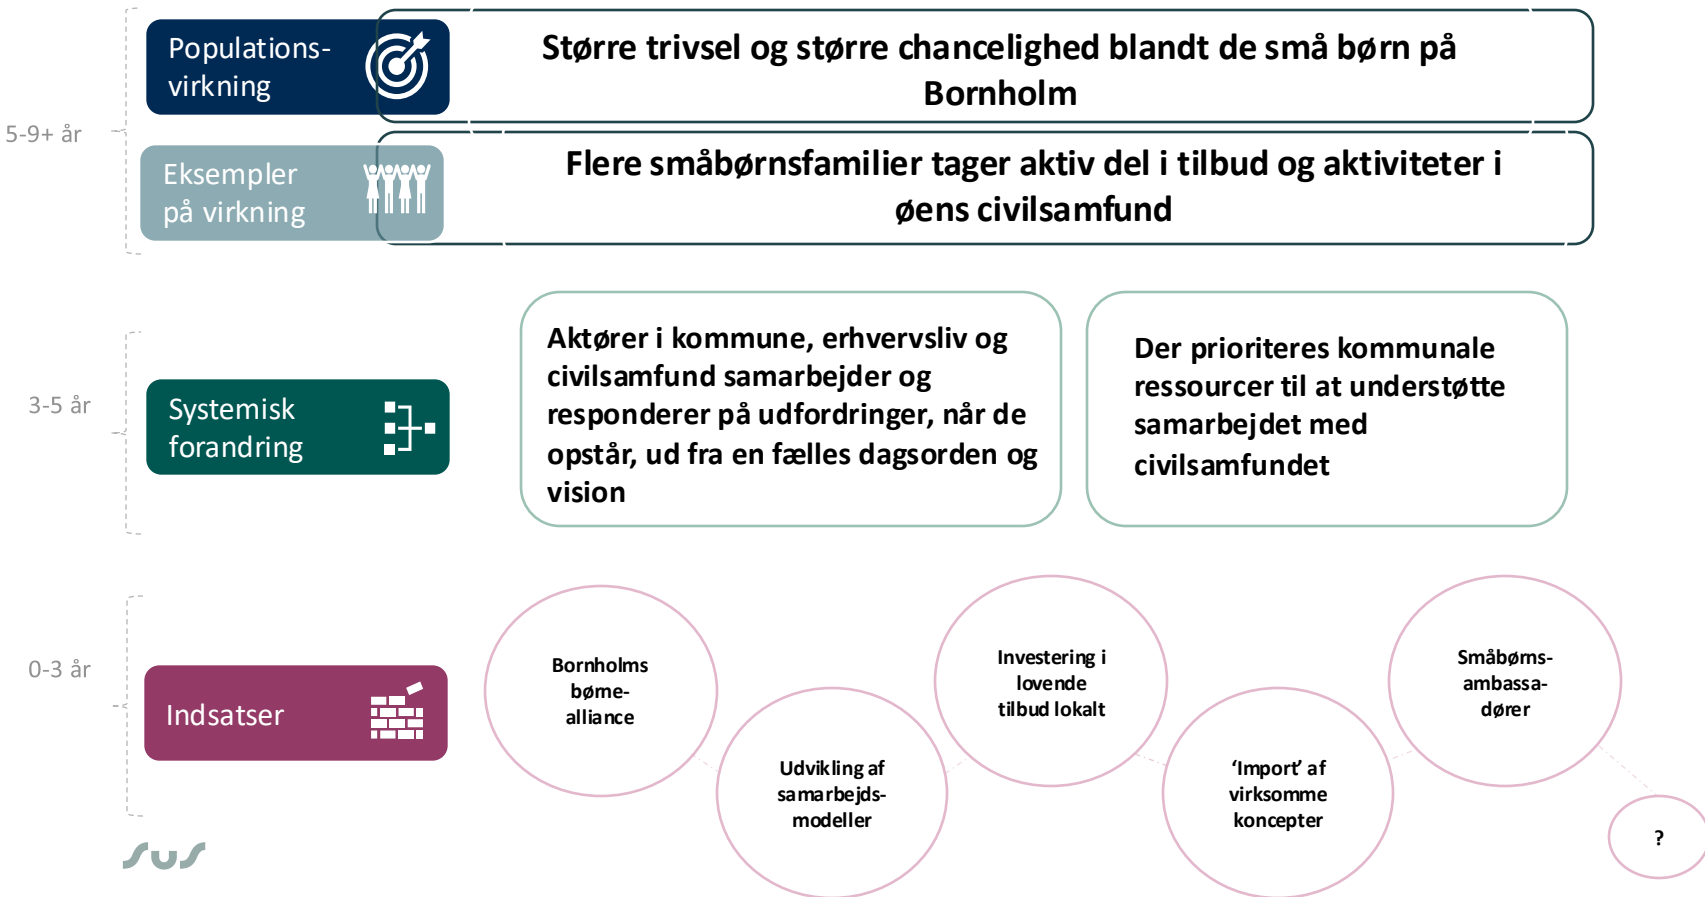 Populations-
virkning
Større trivsel og større chancelighed blandt de små børn på
Bornholm
5-9+ år
Eksempler
på virkning
Flere småbørnsfamilier tager aktiv del i tilbud og aktiviteter i
øens civilsamfund
3-5 år
Systemisk
forandring
Aktører i kommune, erhvervsliv og
civilsamfund samarbejder og
responderer på udfordringer, når de
opstår, ud fra en fælles dagsorden og
vision
Der prioriteres kommunale
ressourcer til at understøtte
samarbejdet med
civilsamfundet
0-3 år
Indsatser
Bornholms
børne-
alliance
Udvikling af
samarbejds-
modeller
Investering i
lovende
tilbud lokalt
‘Import’ af
virksomme
koncepter
Småbørns-
ambassa-
dører
?
sus